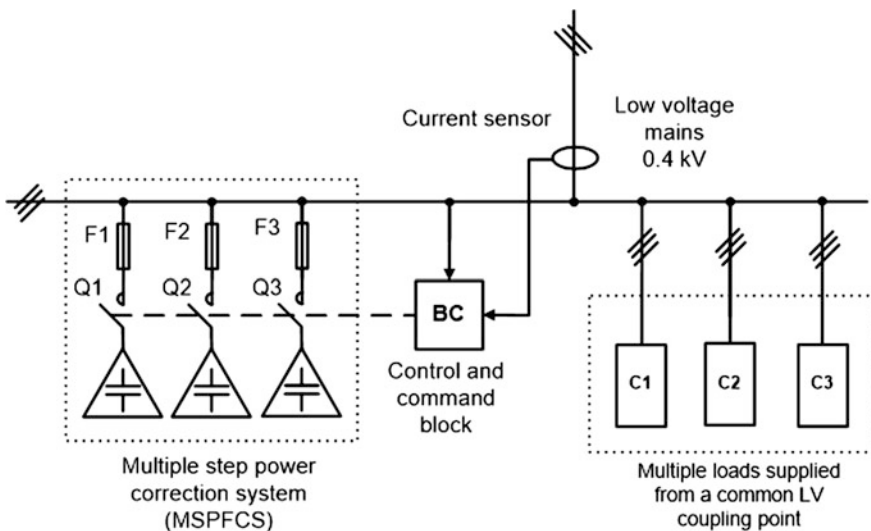 Current sensor
Low voltage
mains
0.4 kV
F1
F2
F3
Q1
Q2
Q3
BC
Control and
command
block
C1
C2
C3
Multiple step power
correction system
(MSPFCS)
Multiple loads supplied
from a common LV
coupling point